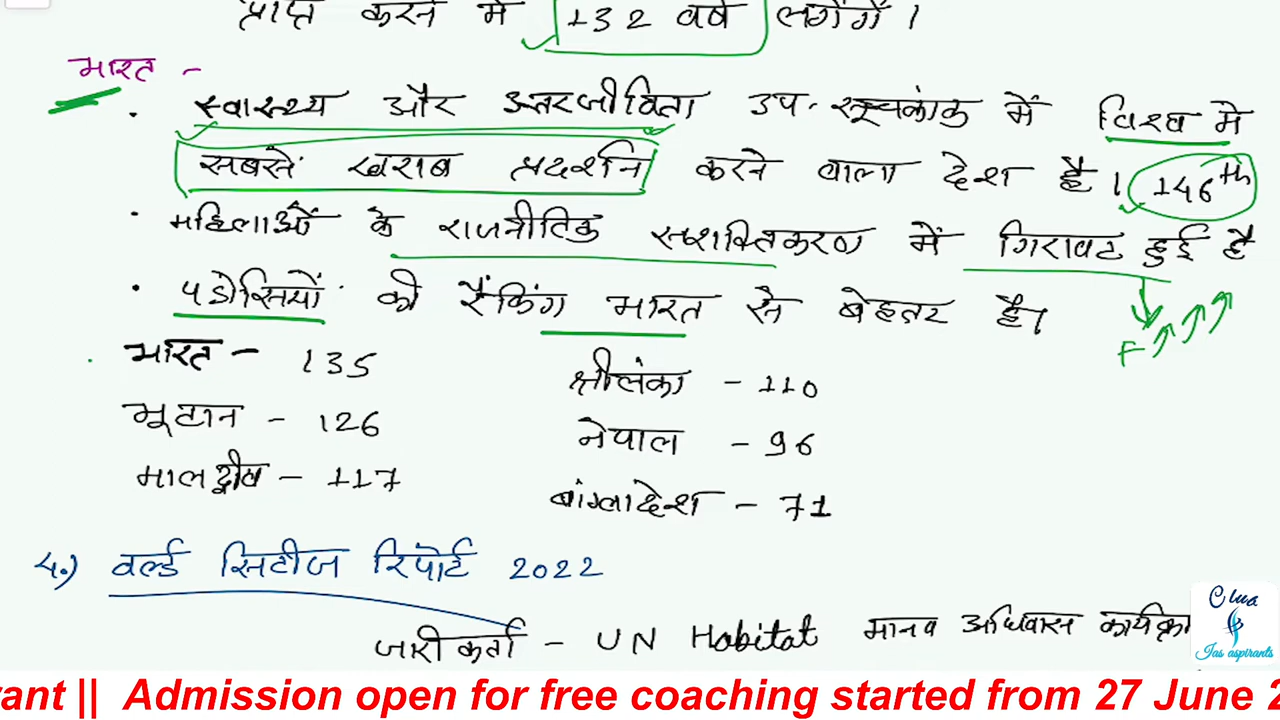 प्राप्त करने में 132 वर्ष लगेंगें।
भारत -
· स्वास्थ्य और उत्तरजीविता उप-सूचकांक में विश्व मे
सबसे खराब प्रदर्शन करने वाला देश है। 146th
· महिलाओं के राजनीतिक सशक्तिकरण में गिरावट हुई है
· पडोसियों की रैंकिंग भारत से बेहतर है।
F
भारत - 135 श्रीलंका - 110
भूटान - 126 नेपाल - 96
मालद्वीव - 117 बांग्लादेश - 71
4.) वर्ल्ड सिटीज रिपोर्ट 2022
जारीकर्ता - UN Habitat मानव अधिवास कार्यक्रा
Clua
Ias aspirants
rant || Admission open for free coaching started from 27 June 2